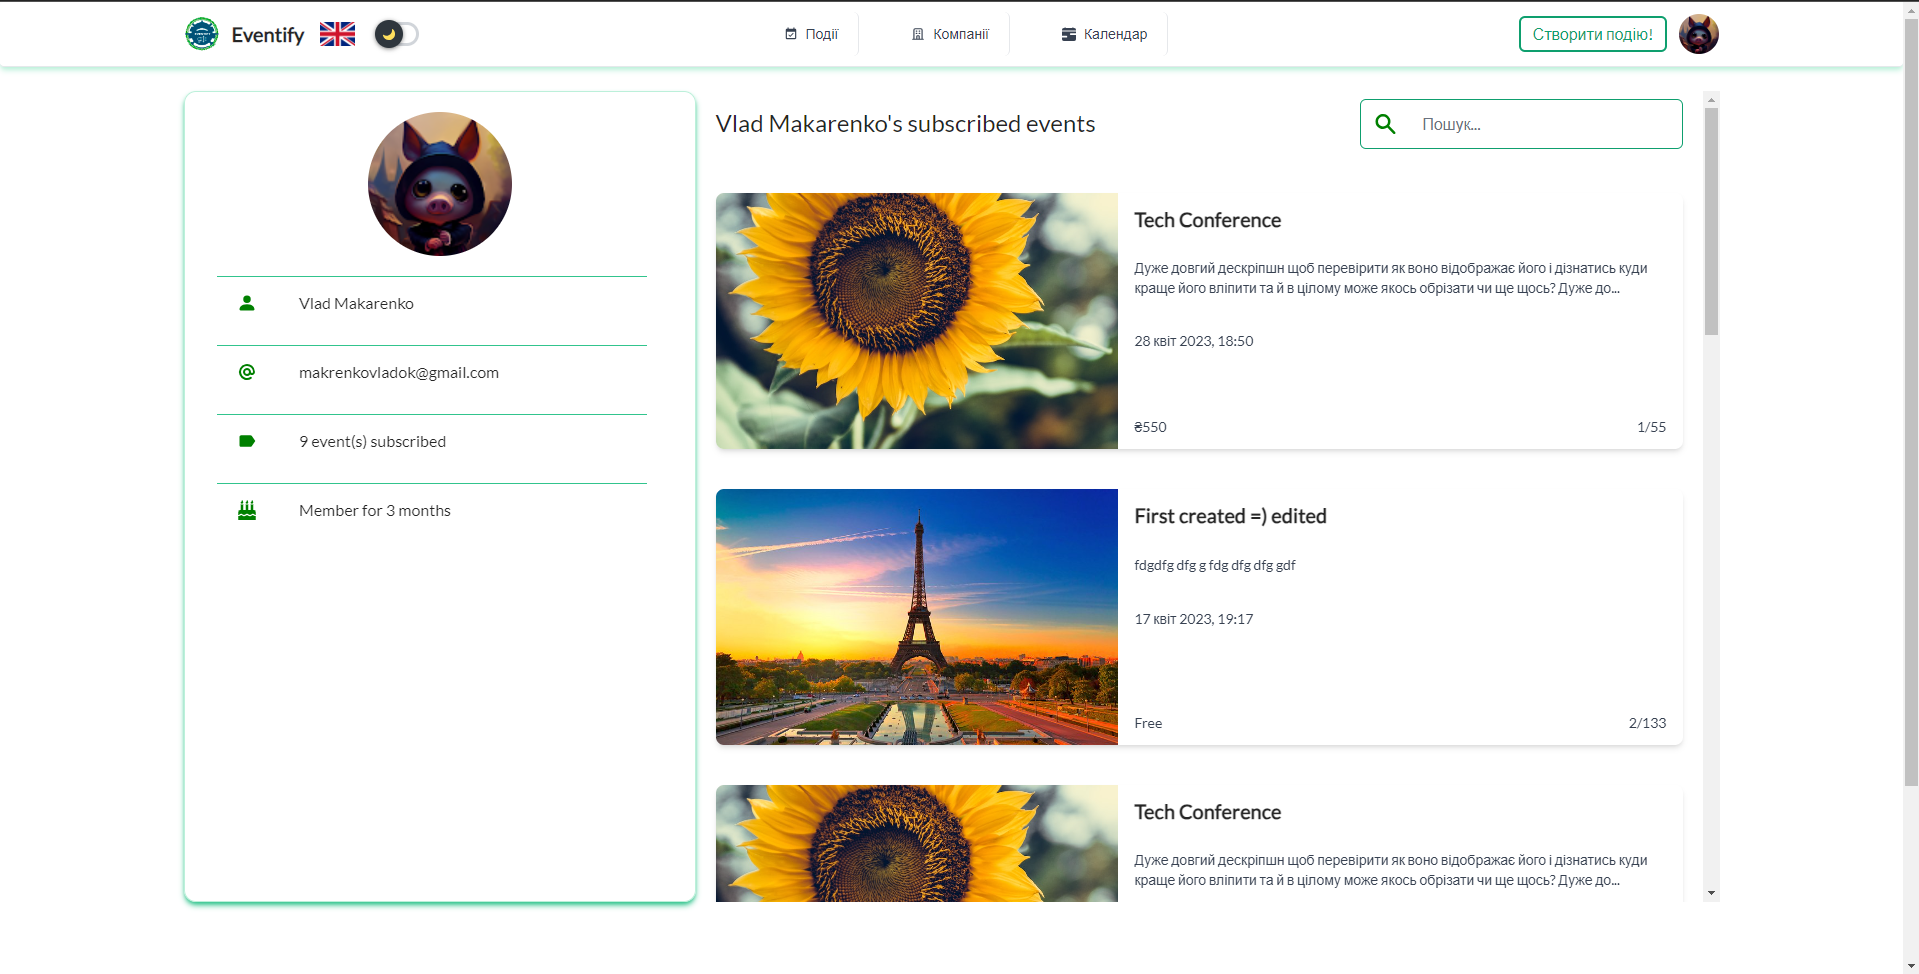 Eventify
Події
Компанії
Календар
Створити подію!
Vlad Makarenko
makrenkovladok@gmail.com
9 event(s) subscribed
Member for 3 months
Vlad Makarenko's subscribed events
Пошук...
Tech Conference
Дуже довгий дескріпшн щоб перевірити як воно відображає його і дізнатись куди
краще його вліпити та й в цілому може якось обрізати чи ще щось? Дуже до...
28 квіт 2023, 18:50
₴550
1/55
First created =) edited
fdgdfg dfg g fdg dfg dfg gdf
17 квіт 2023, 19:17
Free
2/133
Tech Conference
Дуже довгий дескріпшн щоб перевірити як воно відображає його і дізнатись куди
краще його вліпити та й в цілому може якось обрізати чи ще щось? Дуже до...